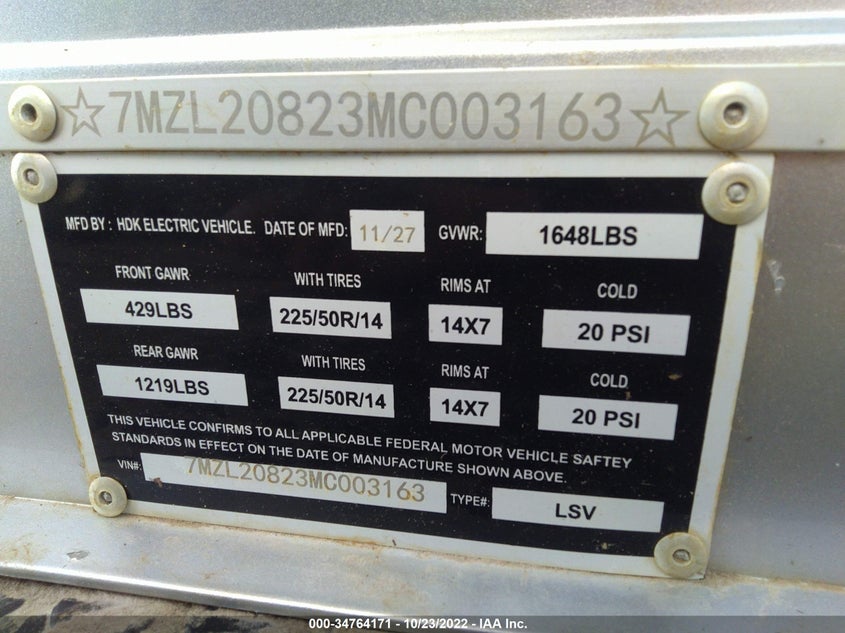 ☆7MZL20823MC003163☆
MFD BY: HDK ELECTRIC VEHICLE. DATE OF MFD: 11/27 GVWR: 1648LBS
FRONT GAWR WITH TIRES RIMS AT COLD
429LBS 225/50R/14 14X7 20 PSI
REAR GAWR WITH TIRES RIMS AT COLD
1219LBS 225/50R/14 14X7 20 PSI
THIS VEHICLE CONFIRMS TO ALL APPLICABLE FEDERAL MOTOR VEHICLE SAFTEY
STANDARDS IN EFFECT ON THE DATE OF MANUFACTURE SHOWN ABOVE.
VIN#: 7MZL20823MC003163 TYPE#: LSV
000-34764171 - 10/23/2022 - IAA Inc.